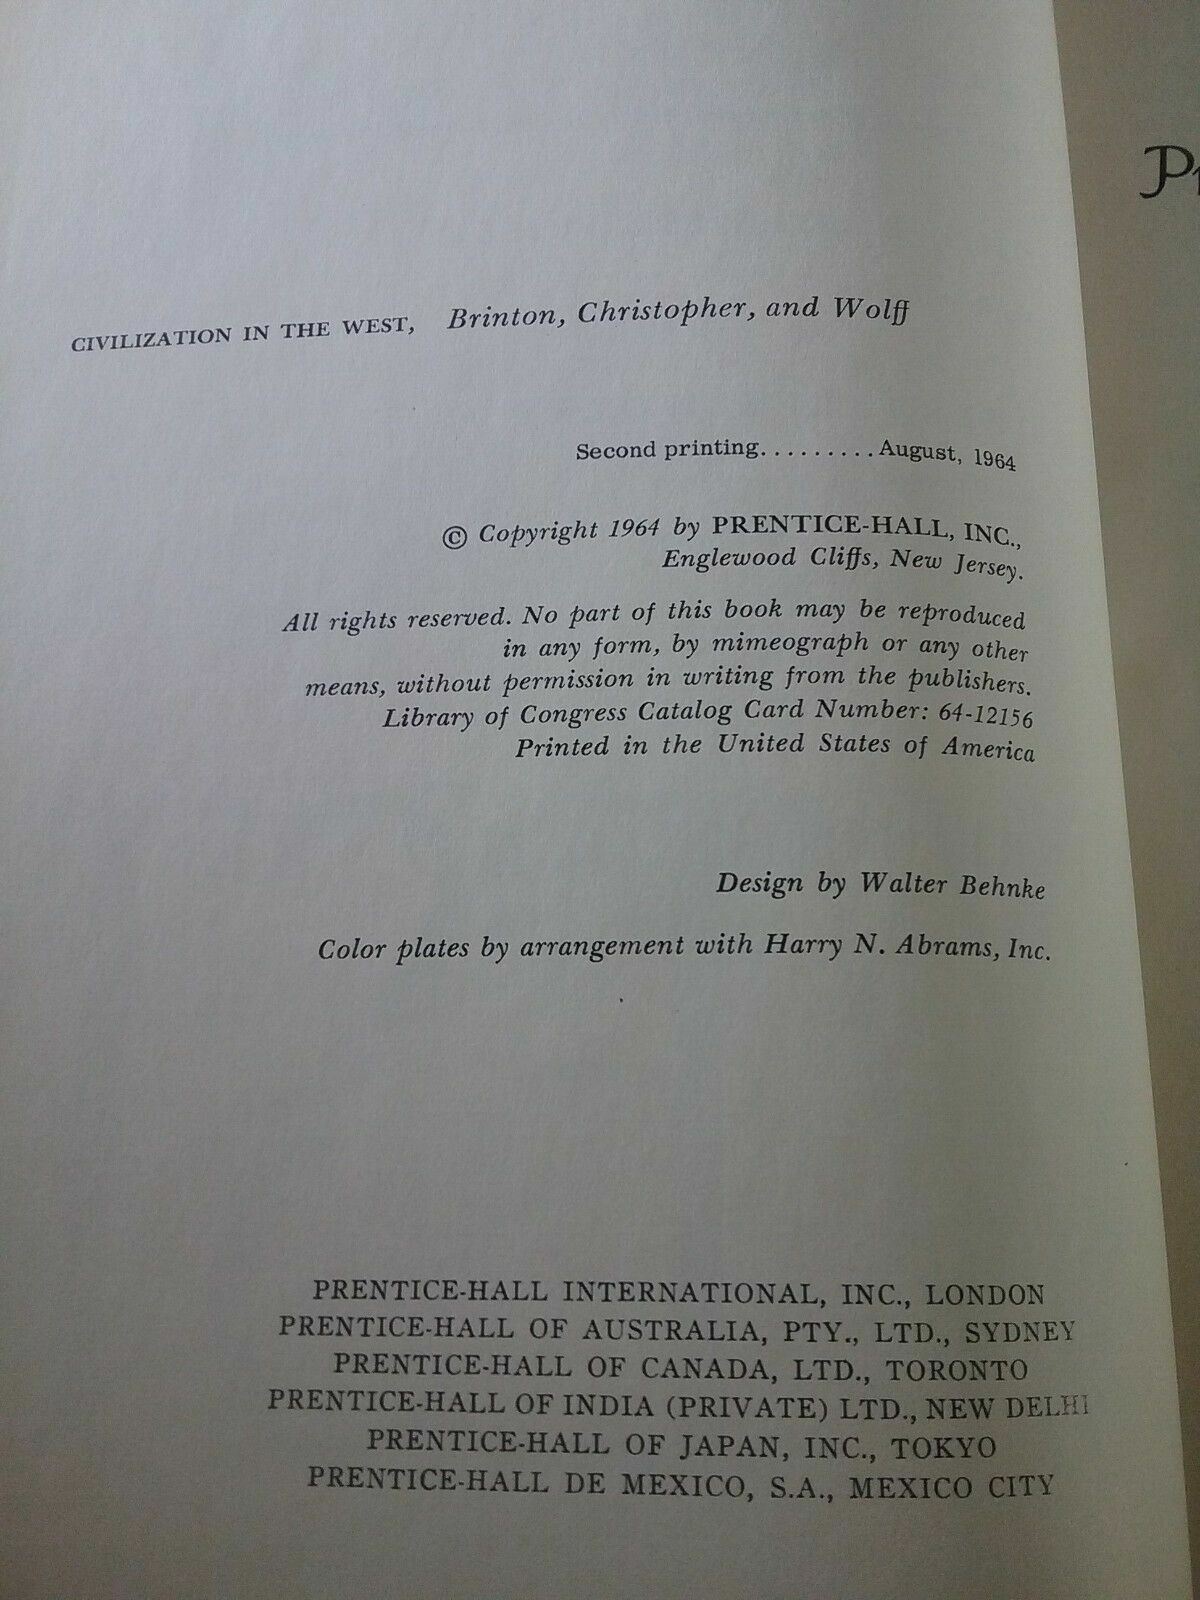 CIVILIZATION IN THE WEST, Brinton, Christopher, and Wolff
Second printing.........August, 1964
© Copyright 1964 by PRENTICE-HALL, INC.,
Englewood Cliffs, New Jersey.
All rights reserved. No part of this book may be reproduced
in any form, by mimeograph or any other
means, without permission in writing from the publishers.
Library of Congress Catalog Card Number: 64-12156
Printed in the United States of America
Design by Walter Behnke
Color plates by arrangement with Harry N. Abrams, Inc.
PRENTICE-HALL INTERNATIONAL, INC., LONDON
PRENTICE-HALL OF AUSTRALIA, PTY., LTD., SYDNEY
PRENTICE-HALL OF CANADA, LTD., TORONTO
PRENTICE-HALL OF INDIA (PRIVATE) LTD., NEW DELHI
PRENTICE-HALL OF JAPAN, INC., TOKYO
PRENTICE-HALL DE MEXICO, S.A., MEXICO CITY